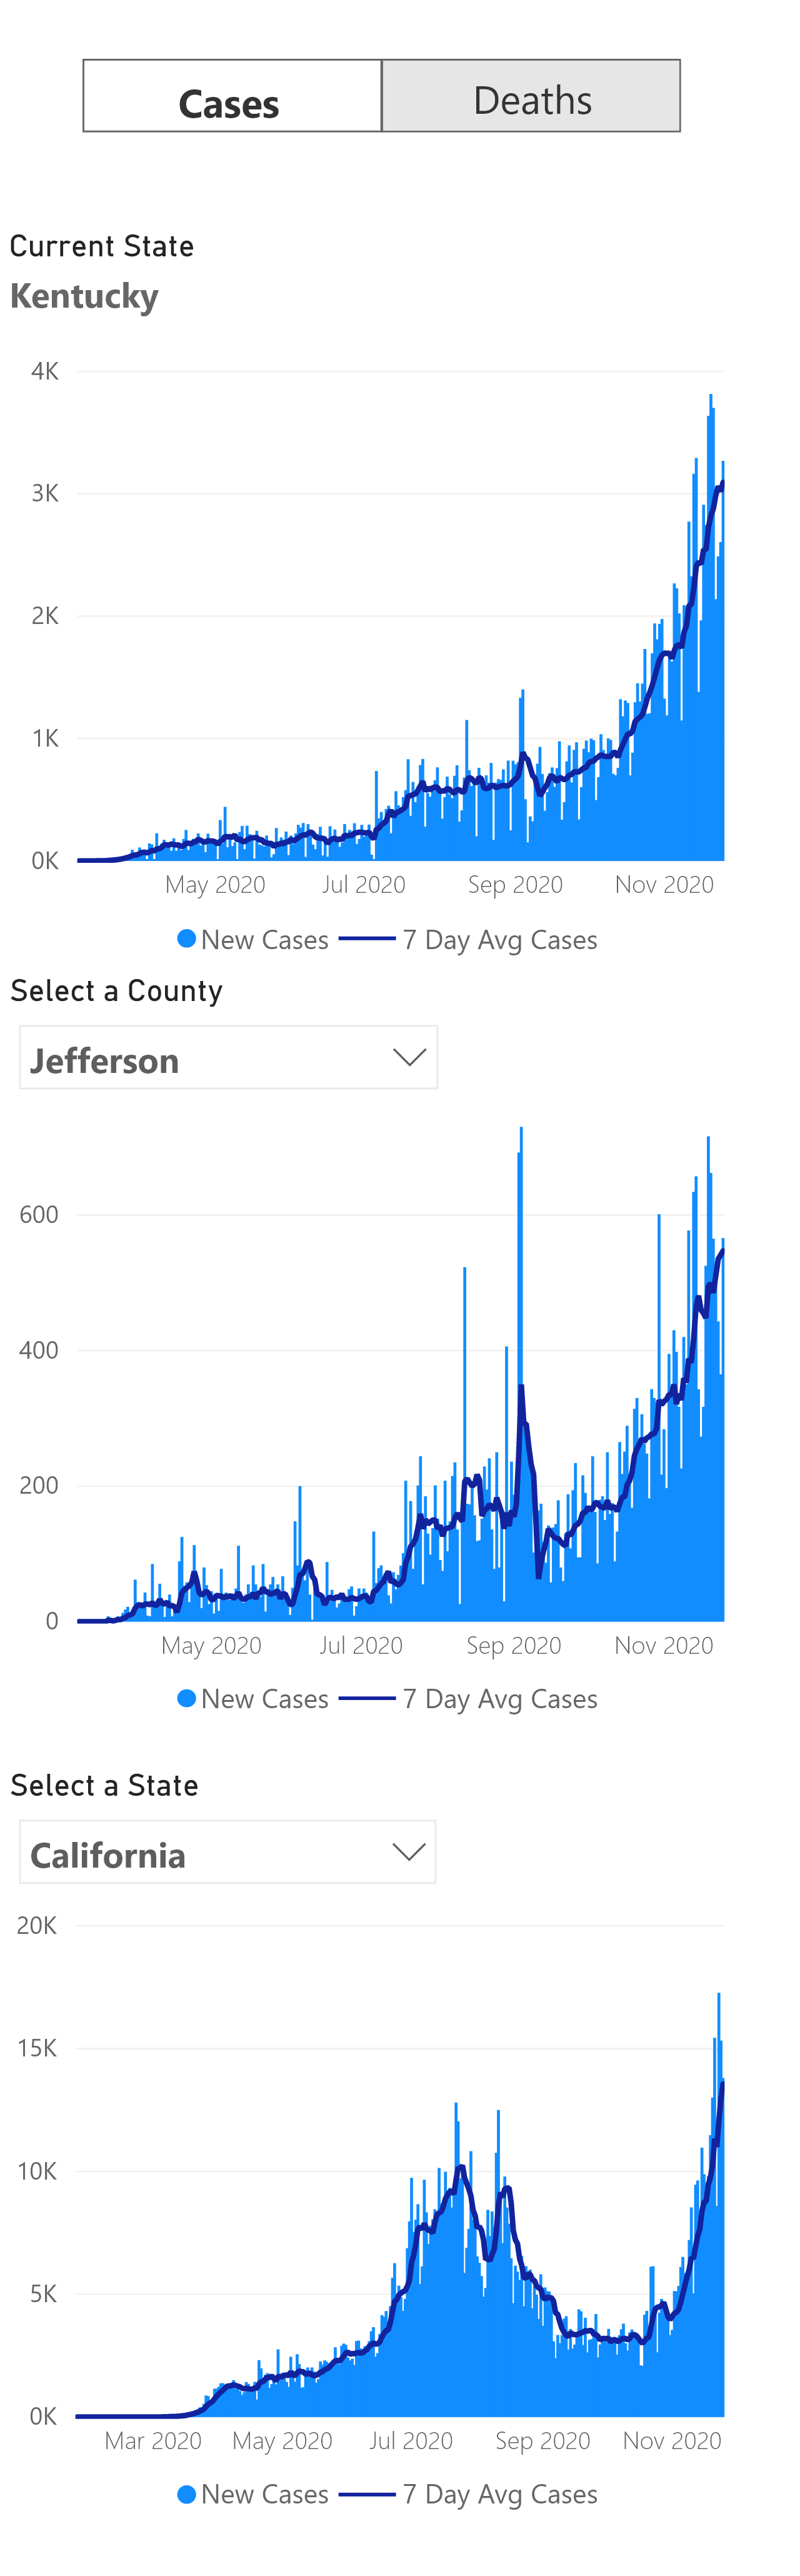 Cases Deaths
Current State
Kentucky
4K
3K
2K
1K
0K
May 2020 Jul 2020 Sep 2020 Nov 2020
New Cases 7 Day Avg Cases
Select a County
Jefferson
600
400
200
0
May 2020 Jul 2020 Sep 2020 Nov 2020
New Cases 7 Day Avg Cases
Select a State
California
20K
15K
10K
5K
0K
Mar 2020 May 2020 Jul 2020 Sep 2020 Nov 2020
New Cases 7 Day Avg Cases